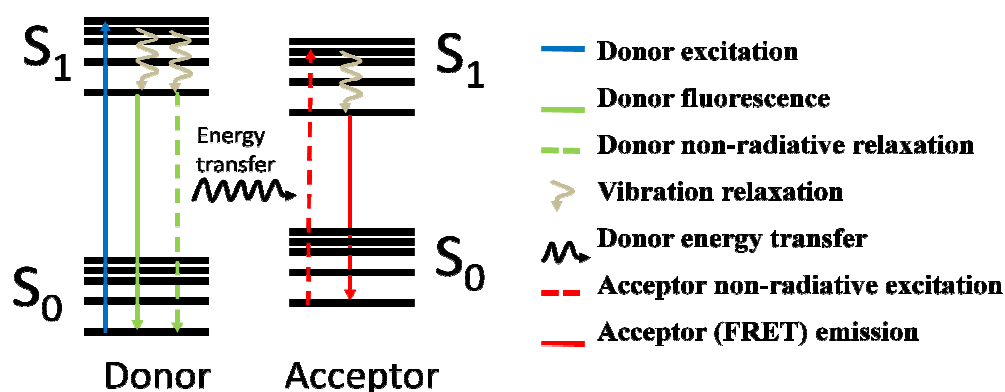 S1
S0
Donor
Energy
transfer
S1
S0
Acceptor
Donor excitation
Donor fluorescence
Donor non-radiative relaxation
Vibration relaxation
Donor energy transfer
Acceptor non-radiative excitation
Acceptor (FRET) emission